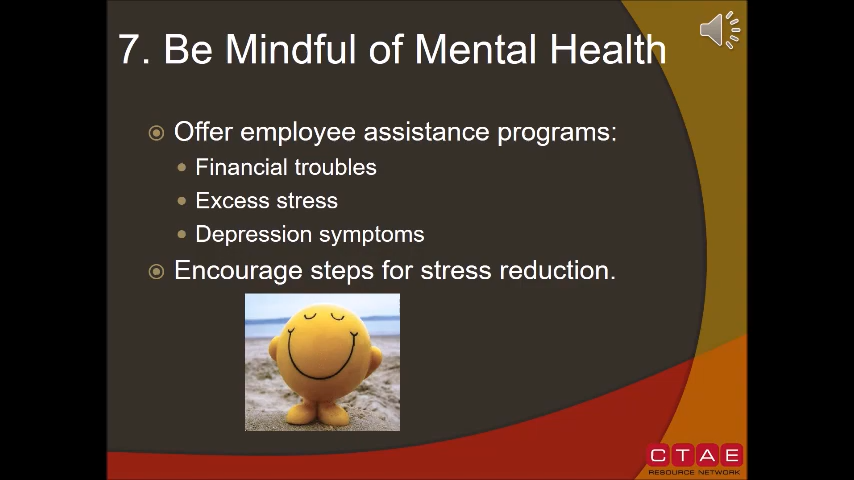 7. Be Mindful of Mental Health
Offer employee assistance programs:
Financial troubles
Excess stress
Depression symptoms
Encourage steps for stress reduction.
CTAE
RESOURCE NETWORK